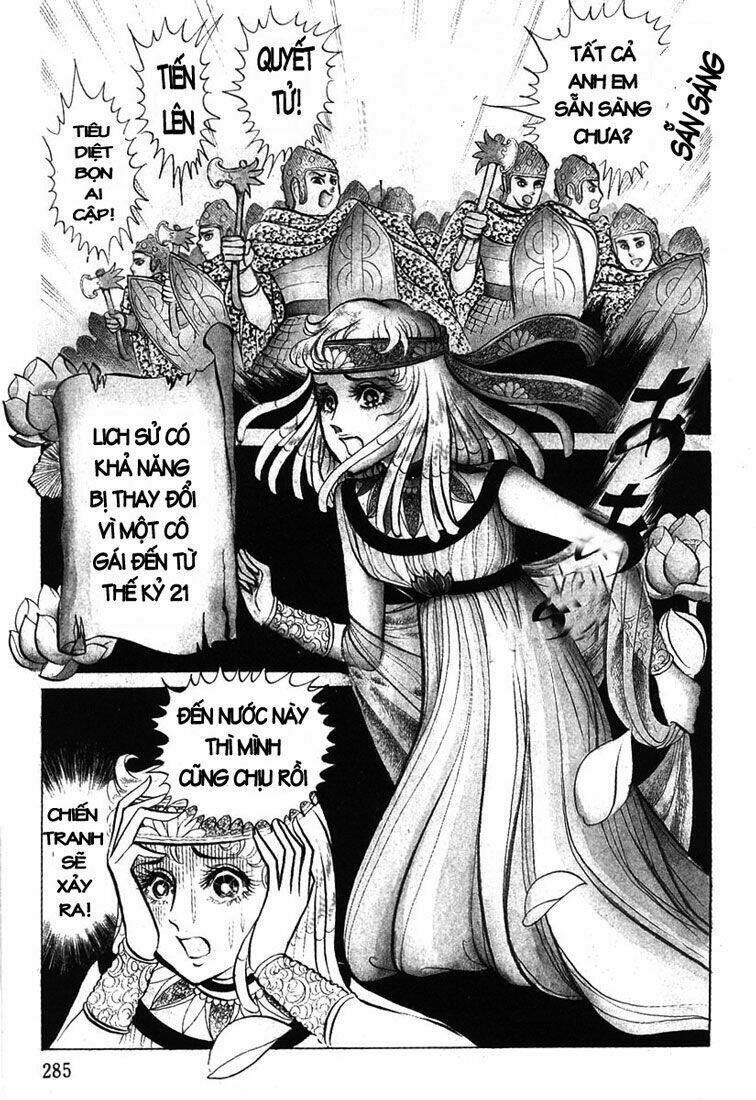 TIÊU
DIỆT
BỌN
AI
CẬP!
TIẾN
LÊN
QUYẾT
TỬ!
TẤT CẢ
ANH EM
SẴN SÀNG
CHƯA?
SẴN SÀNG
LỊCH SỬ CÓ
KHẢ NĂNG
BỊ THAY ĐỔI
VÌ MỘT CÔ
GÁI ĐẾN TỪ
THẾ KỶ 21
ĐẾN NƯỚC NÀY
THÌ MÌNH
CŨNG CHỊU RỒI
CHIẾN
TRANH
SẼ
XẢY
RA!
285